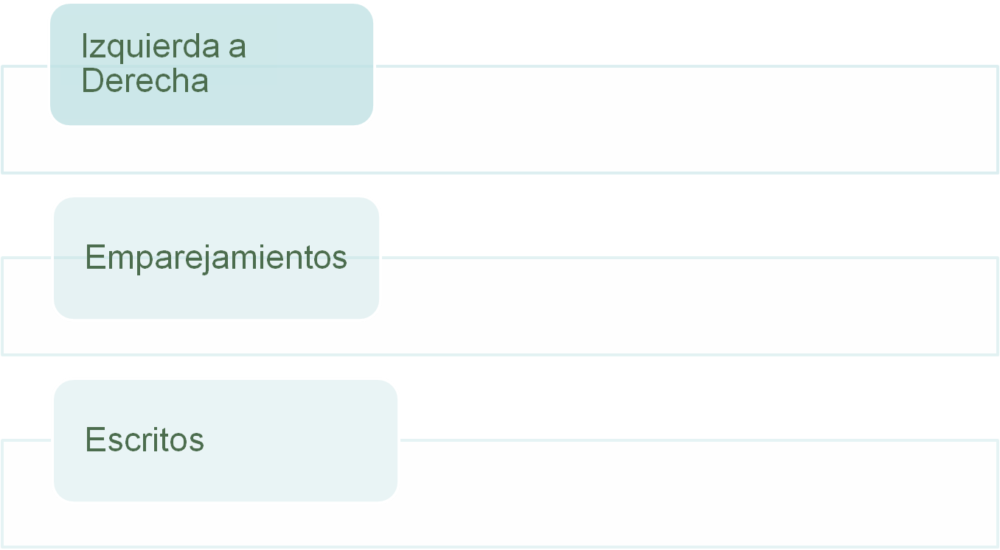 Izquierda a
Derecha
Emparejamientos
Escritos